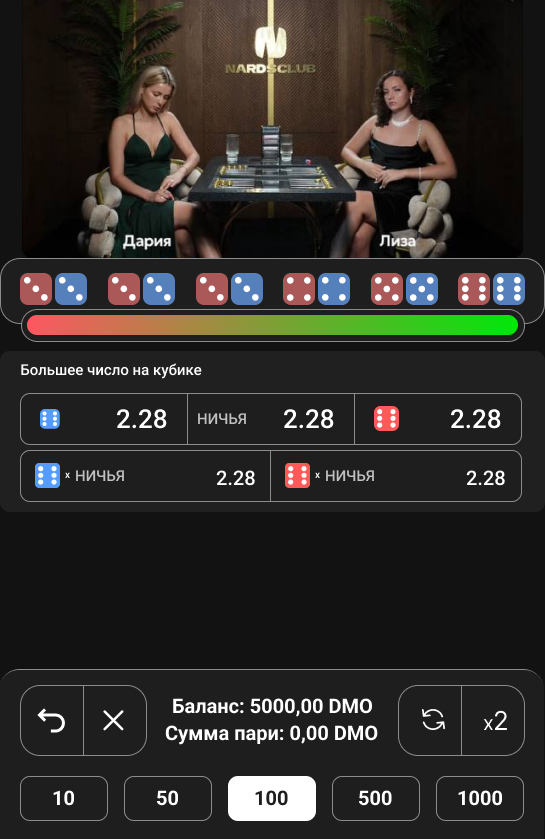 NARDSCLUB
Дария Лиза
Большее число на кубике
2.28 НИЧЬЯ 2.28 2.28
x НИЧЬЯ 2.28 x НИЧЬЯ 2.28
Баланс: 5000,00 DMO
Сумма пари: 0,00 DMO
x2
10 50 100 500 1000